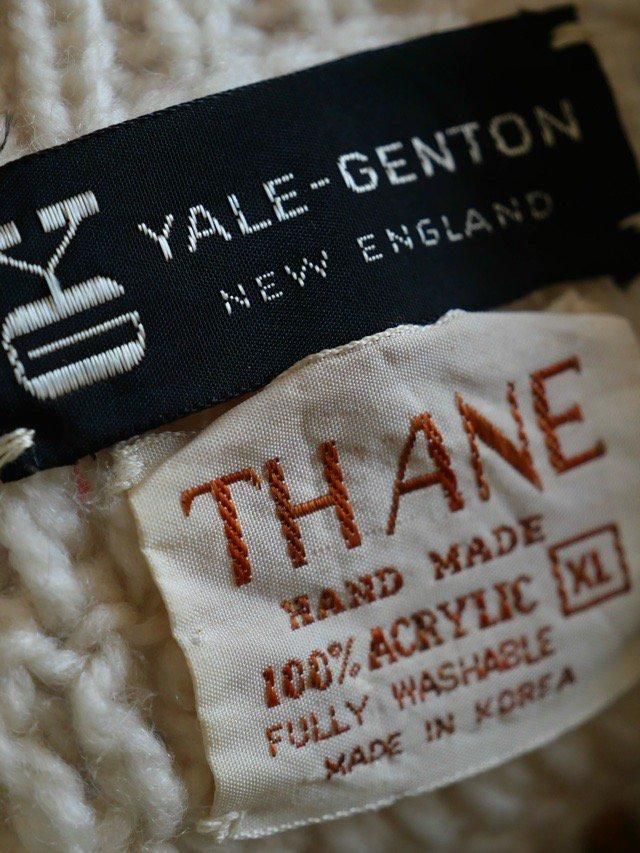 YALE-GENTON
NEW ENGLAND
THANE
HAND MADE
100% ACRYLIC XL
FULLY WASHABLE
MADE IN KOREA